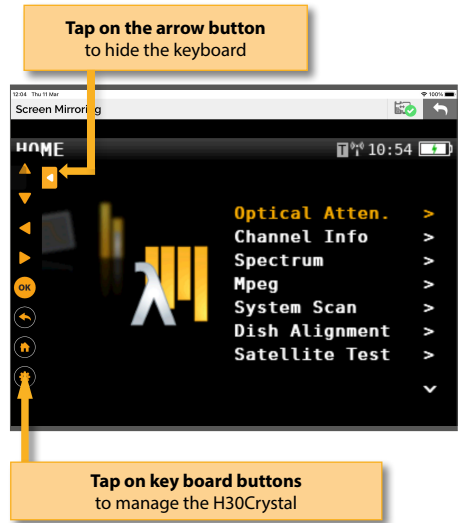 Tap on the arrow button
to hide the keyboard
12:04 Thu 11 Mar
100%
Screen Mirroring
HOME
T 10:54
Optical Atten. >
Channel Info >
Spectrum >
Mpeg >
System Scan >
Dish Alignment >
Satellite Test >
OK
λ
Tap on key board buttons
to manage the H30Crystal